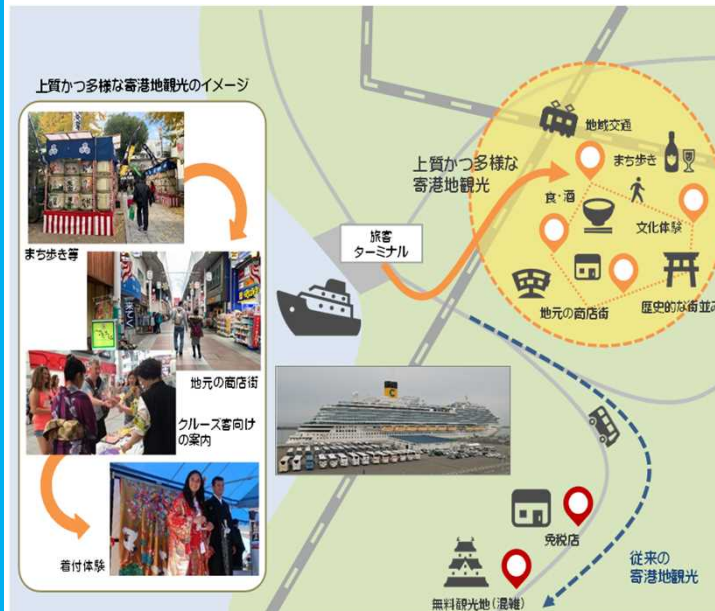 上質かつ多様な寄港地観光のイメージ
まち歩き等
地元の商店街
クルーズ客向け
の案内
着付体験
旅客
ターミナル
上質かつ多様な
寄港地観光
地域交通
まち歩き
食・酒
文化体験
地元の商店街
歴史的な街並み
免税店
無料観光地(混雑)
従来の
寄港地観光